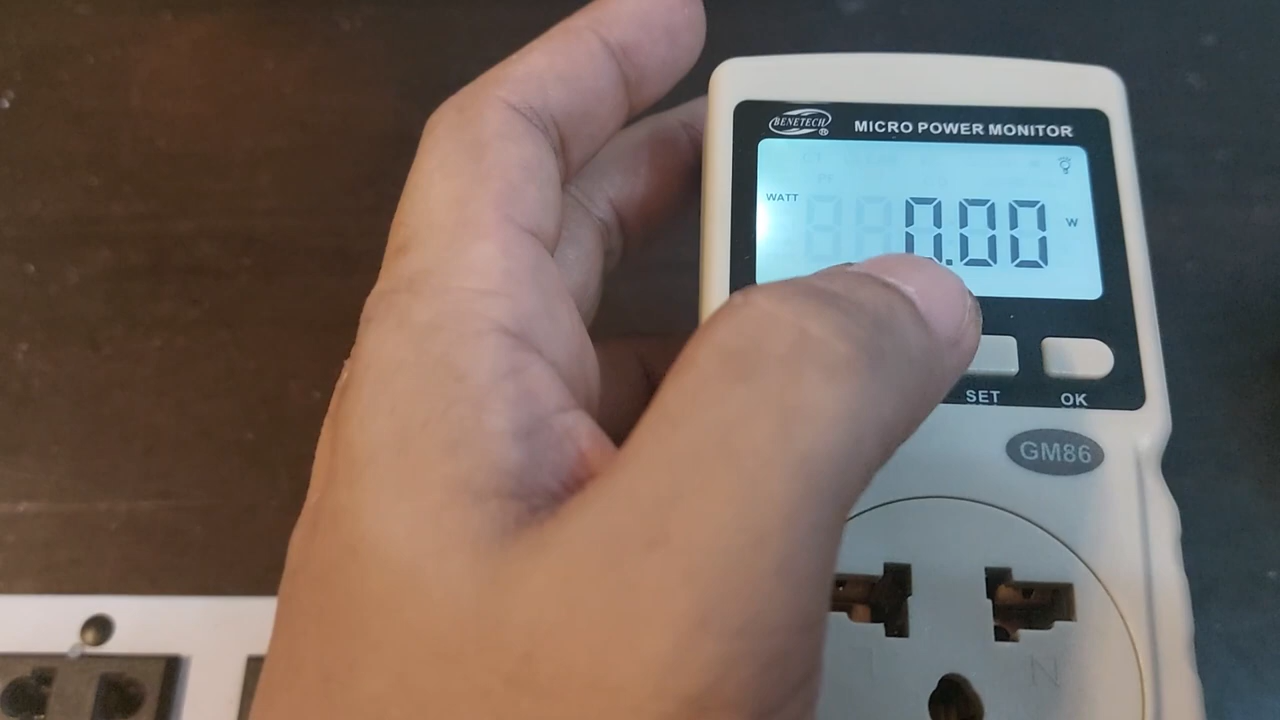 BENETECH ®
MICRO POWER MONITOR
WATT
0.00 W
SET
OK
GM86
N